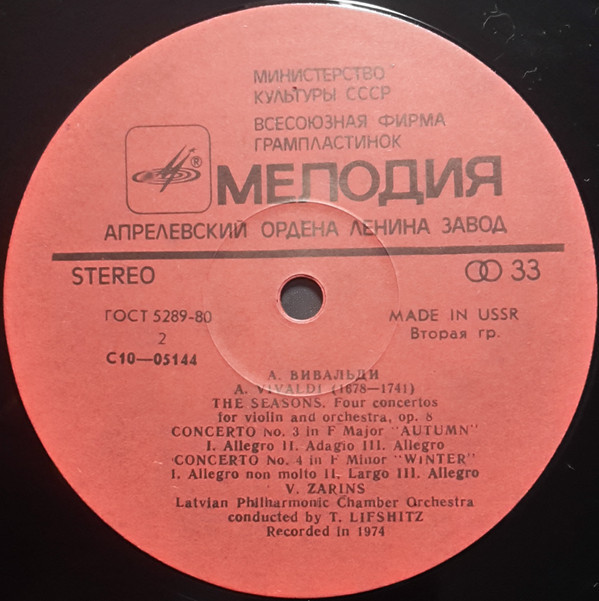 МИНИСТЕРСТВО
КУЛЬТУРЫ СССР
ВСЕСОЮЗНАЯ ФИРМА
ГРАМПЛАСТИНОК
®
МЕЛОДИЯ
АПРЕЛЕВСКИЙ ОРДЕНА ЛЕНИНА ЗАВОД
STEREO
33
ГОСТ 5289-80
MADE IN USSR
2
Вторая гр.
С10—05144
А. ВИВАЛЬДИ
A. VIVALDI (1678—1741)
THE SEASONS. Four concertos
for violin and orchestra, op. 8
CONCERTO No. 3 in F Major "AUTUMN"
I. Allegro II. Adagio III. Allegro
CONCERTO No. 4 in F Minor "WINTER"
I. Allegro non molto II. Largo III. Allegro
V. ZARINS
Latvian Philharmonic Chamber Orchestra
conducted by T. LIFSHITZ
Recorded in 1974